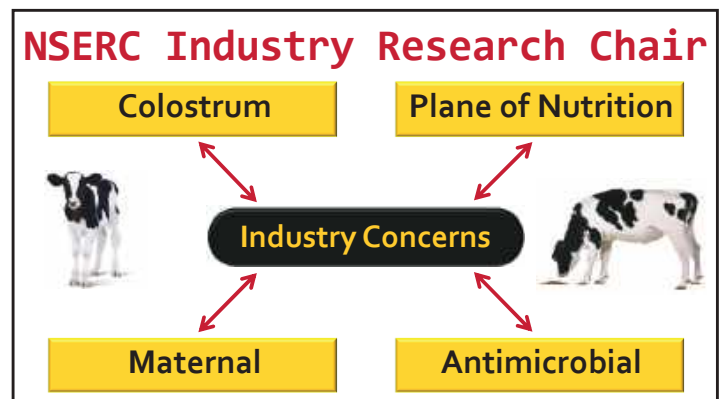 NSERC Industry Research Chair
Colostrum
Plane of Nutrition
Industry Concerns
Maternal
Antimicrobial